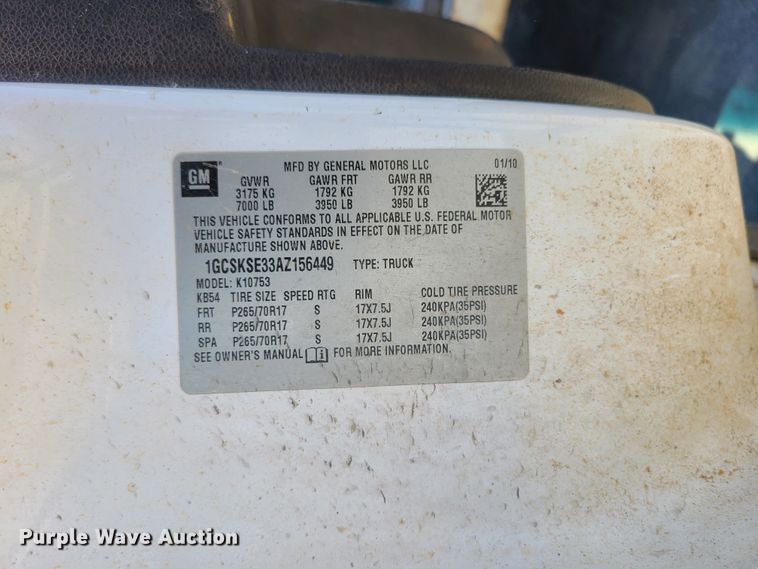 GM MFD BY GENERAL MOTORS LLC 01/10
GVWR GAWR FRT GAWR RR
3175 KG 1792 KG 1792 KG
7000 LB 3950 LB 3950 LB
THIS VEHICLE CONFORMS TO ALL APPLICABLE U.S. FEDERAL MOTOR
VEHICLE SAFETY STANDARDS IN EFFECT ON THE DATE OF
MANUFACTURE SHOWN ABOVE.
1GCSKSE33AZ156449 TYPE: TRUCK
MODEL: K10753
KB54 TIRE SIZE SPEED RTG RIM COLD TIRE PRESSURE
FRT P265/70R17 S 17X7.5J 240KPA(35PSI)
RR P265/70R17 S 17X7.5J 240KPA(35PSI)
SPA P265/70R17 S 17X7.5J 240KPA(35PSI)
SEE OWNER'S MANUAL FOR MORE INFORMATION.
Purple Wave Auction